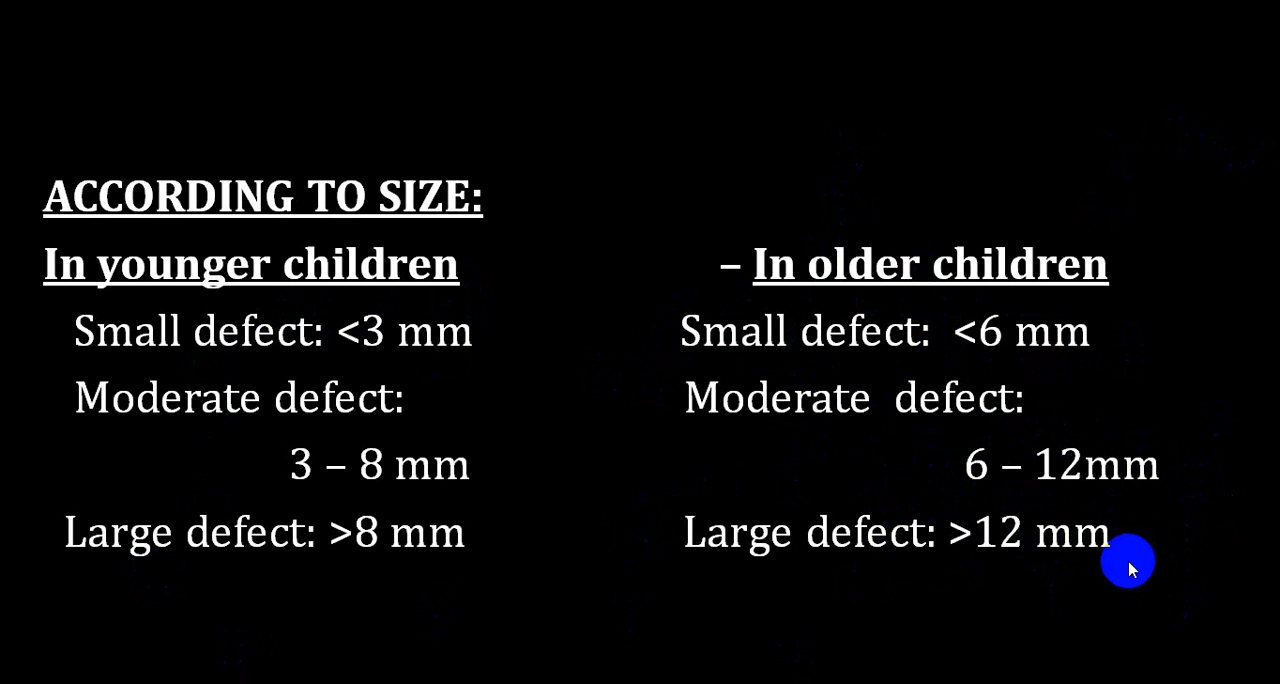 ACCORDING TO SIZE:
In younger children – In older children
Small defect: <3 mm Small defect: <6 mm
Moderate defect: Moderate defect:
3 – 8 mm 6 – 12mm
Large defect: >8 mm Large defect: >12 mm